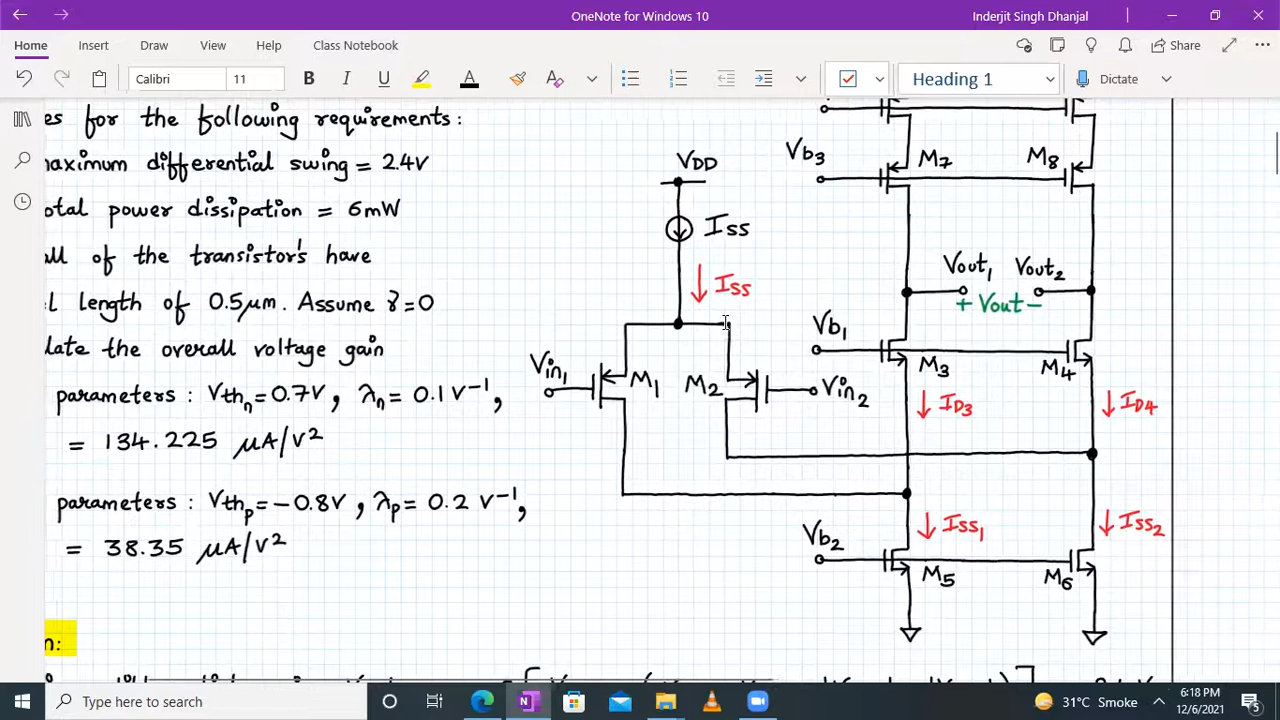 OneNote for Windows 10
Inderjit Singh Dhanjal
Home Insert Draw View Help Class Notebook
Share
Calibri 11 B I U A Heading 1 Dictate
es for the following requirements:
maximum differential swing = 2.4V
otal power dissipation = 6mW
all of the transistor's have
l length of 0.5μm. Assume γ=0
late the overall voltage gain
parameters : Vthn = 0.7V, λn = 0.1 V⁻¹,
= 134.225 μA/V²
parameters : Vthp = -0.8V, λp = 0.2 V⁻¹,
= 38.35 μA/V²
n:
VDD
ISS
ISS
Vin1
M1
M2
Vin2
Vb3
M7
M8
Vout1 Vout2
+ Vout -
Vb1
M3
M4
ID3
ID4
ISS1
ISS2
Vb2
M5
M6
Type here to search
31°C Smoke
6:18 PM
12/6/2021
5